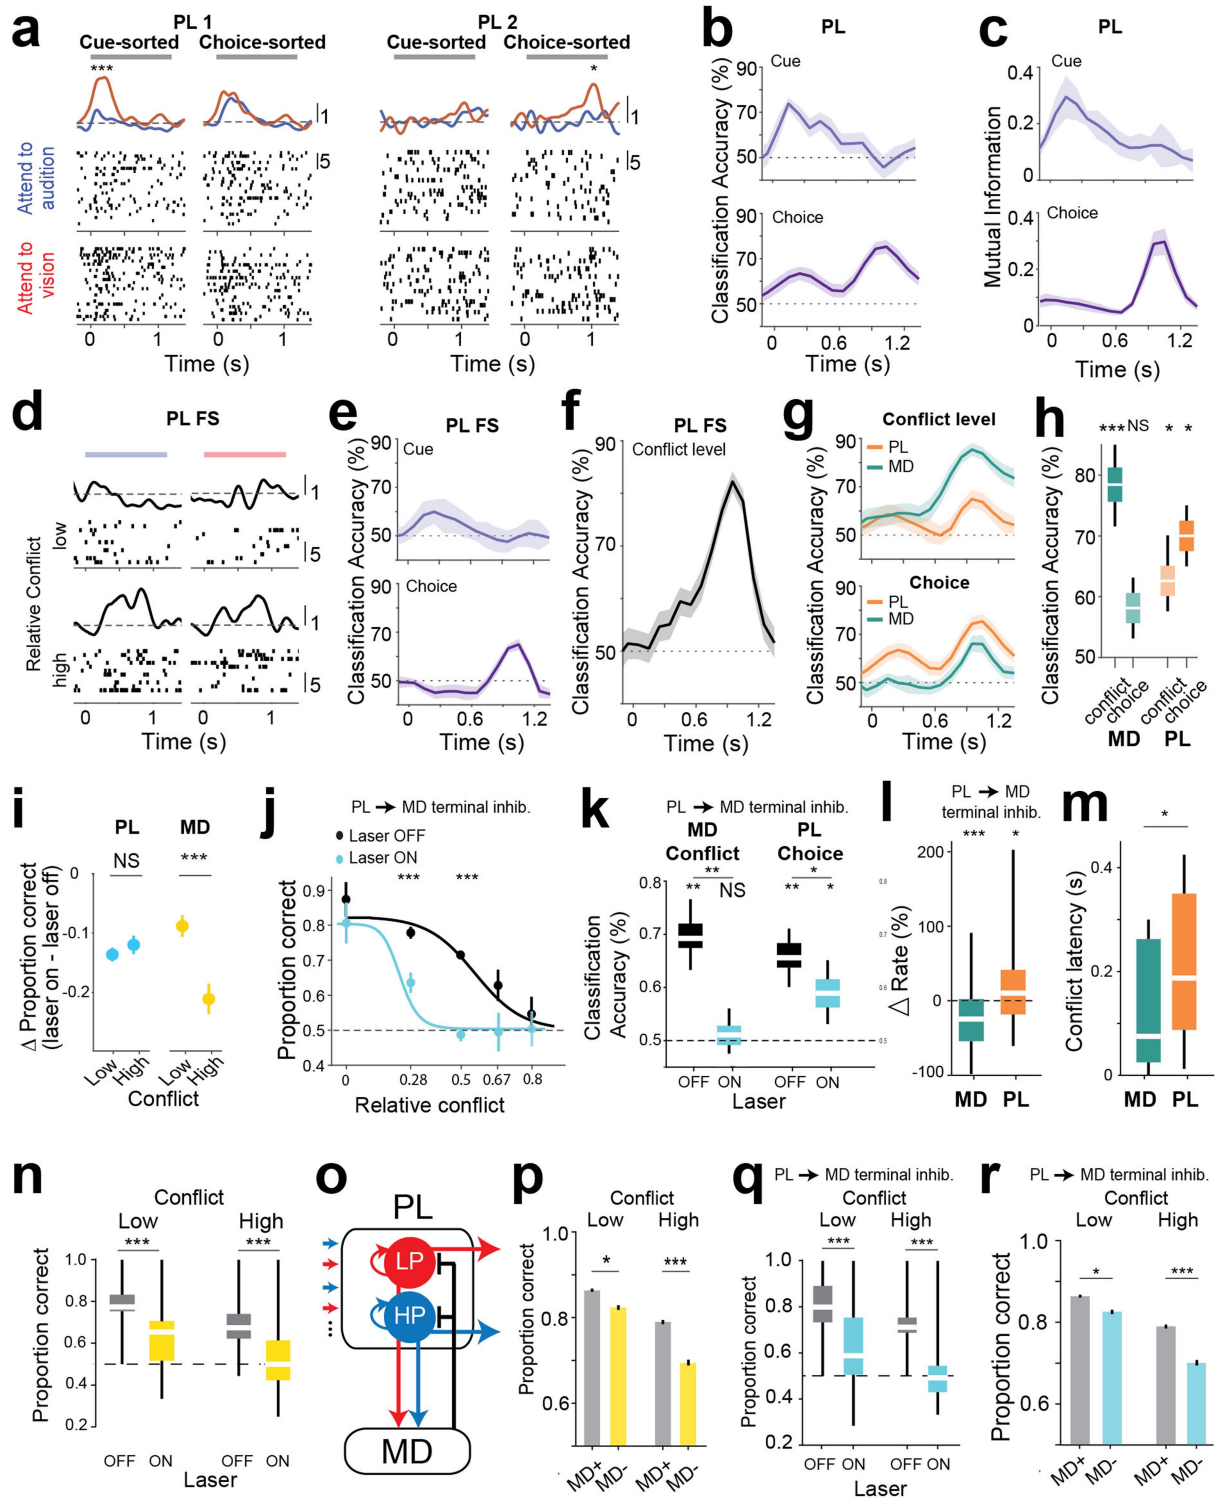 a
PL 1
Cue-sorted
Choice-sorted
PL 2
Cue-sorted
Choice-sorted
***
*
1
1
5
5
Attend to
audition
Attend to
vision
0
1
0
1
0
1
0
1
Time (s)
Time (s)
b
PL
Cue
90
70
50
Choice
90
70
50
Classification Accuracy (%)
0
0.6
1.2
Time (s)
c
PL
Cue
0.4
0.2
0
Choice
0.4
0.2
0
Mutual Information
0
0.6
1.2
Time (s)
d
PL FS
1
1
5
5
1
1
5
5
low
high
Relative Conflict
0
1
0
1
Time (s)
e
PL FS
Cue
90
70
50
Choice
90
70
50
Classification Accuracy (%)
0
0.6
1.2
Time (s)
f
PL FS
Conflict level
90
70
50
Classification Accuracy (%)
0
0.6
1.2
Time (s)
g
Conflict level
PL
MD
90
70
50
Choice
PL
MD
90
70
50
Classification Accuracy (%)
0
0.6
1.2
Time (s)
h
*** NS * *
80
70
60
50
Classification Accuracy (%)
conflict
choice
conflict
choice
MD
PL
i
PL
MD
NS
***
0
-0.1
-0.2
Δ Proportion correct
(laser on - laser off)
Low
High
Low
High
Conflict
j
PL → MD terminal inhib.
Laser OFF
Laser ON
***
***
0.9
0.8
0.7
0.6
0.5
0.4
Proportion correct
0
0.28
0.5
0.67
0.8
Relative conflict
k
PL → MD terminal inhib.
MD
Conflict
PL
Choice
**
*
** NS
** *
0.8
0.7
0.6
0.5
Classification
Accuracy (%)
0.8
0.7
0.6
0.5
OFF
ON
OFF
ON
Laser
l
PL → MD
terminal inhib.
***
*
200
100
0
-100
△ Rate (%)
MD
PL
m
*
0.4
0.2
0
Conflict latency (s)
MD
PL
n
Conflict
Low
High
***
***
1.0
0.8
0.6
0.4
0.2
Proportion correct
OFF
ON
OFF
ON
Laser
o
PL
LP
HP
MD
p
Conflict
Low
High
*
***
1.0
0.8
0.6
Proportion correct
MD+
MD-
MD+
MD-
q
PL → MD terminal inhib.
Conflict
Low
High
***
***
1.0
0.8
0.6
0.4
0.2
Proportion correct
OFF
ON
OFF
ON
Laser
r
PL → MD terminal inhib.
Conflict
Low
High
*
***
1.0
0.8
0.6
Proportion correct
MD+
MD-
MD+
MD-